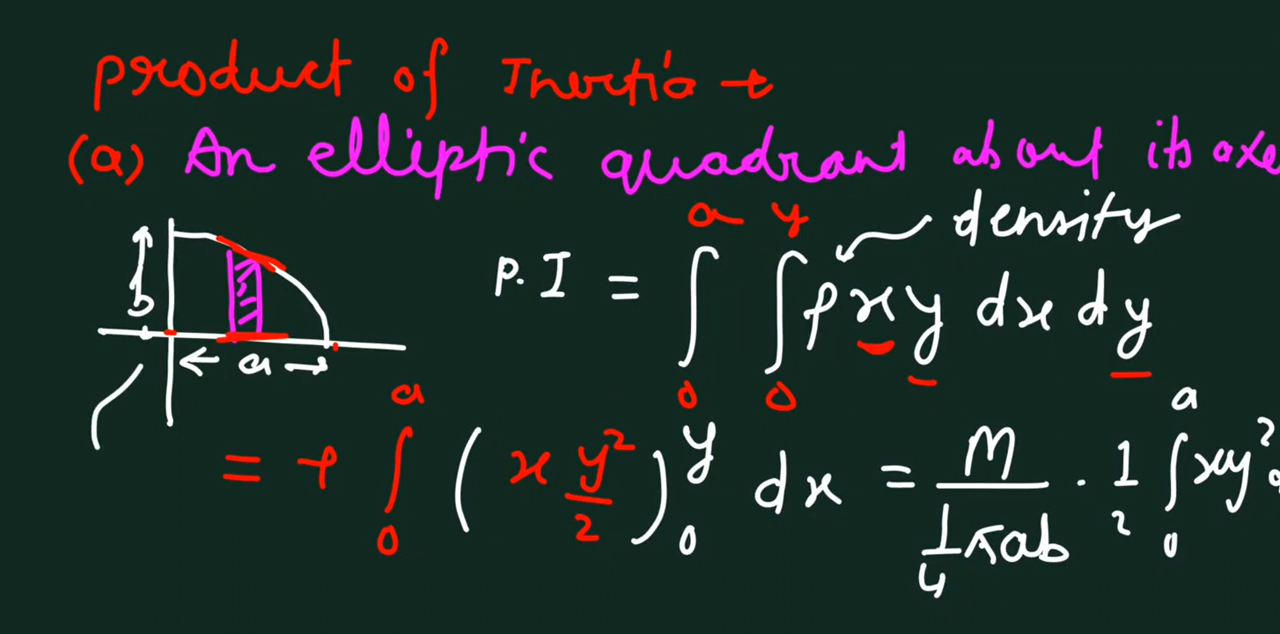 product of Inertia →
(a) An elliptic quadrant about its axe
a y density
P.I = ∫ ∫ ρ x y dx dy
0 0
b
← a →
a a
= ρ ∫ ( x y²/2 )₀^y dx = M / (1/4 πab) · 1/2 ∫ xy²
0 0